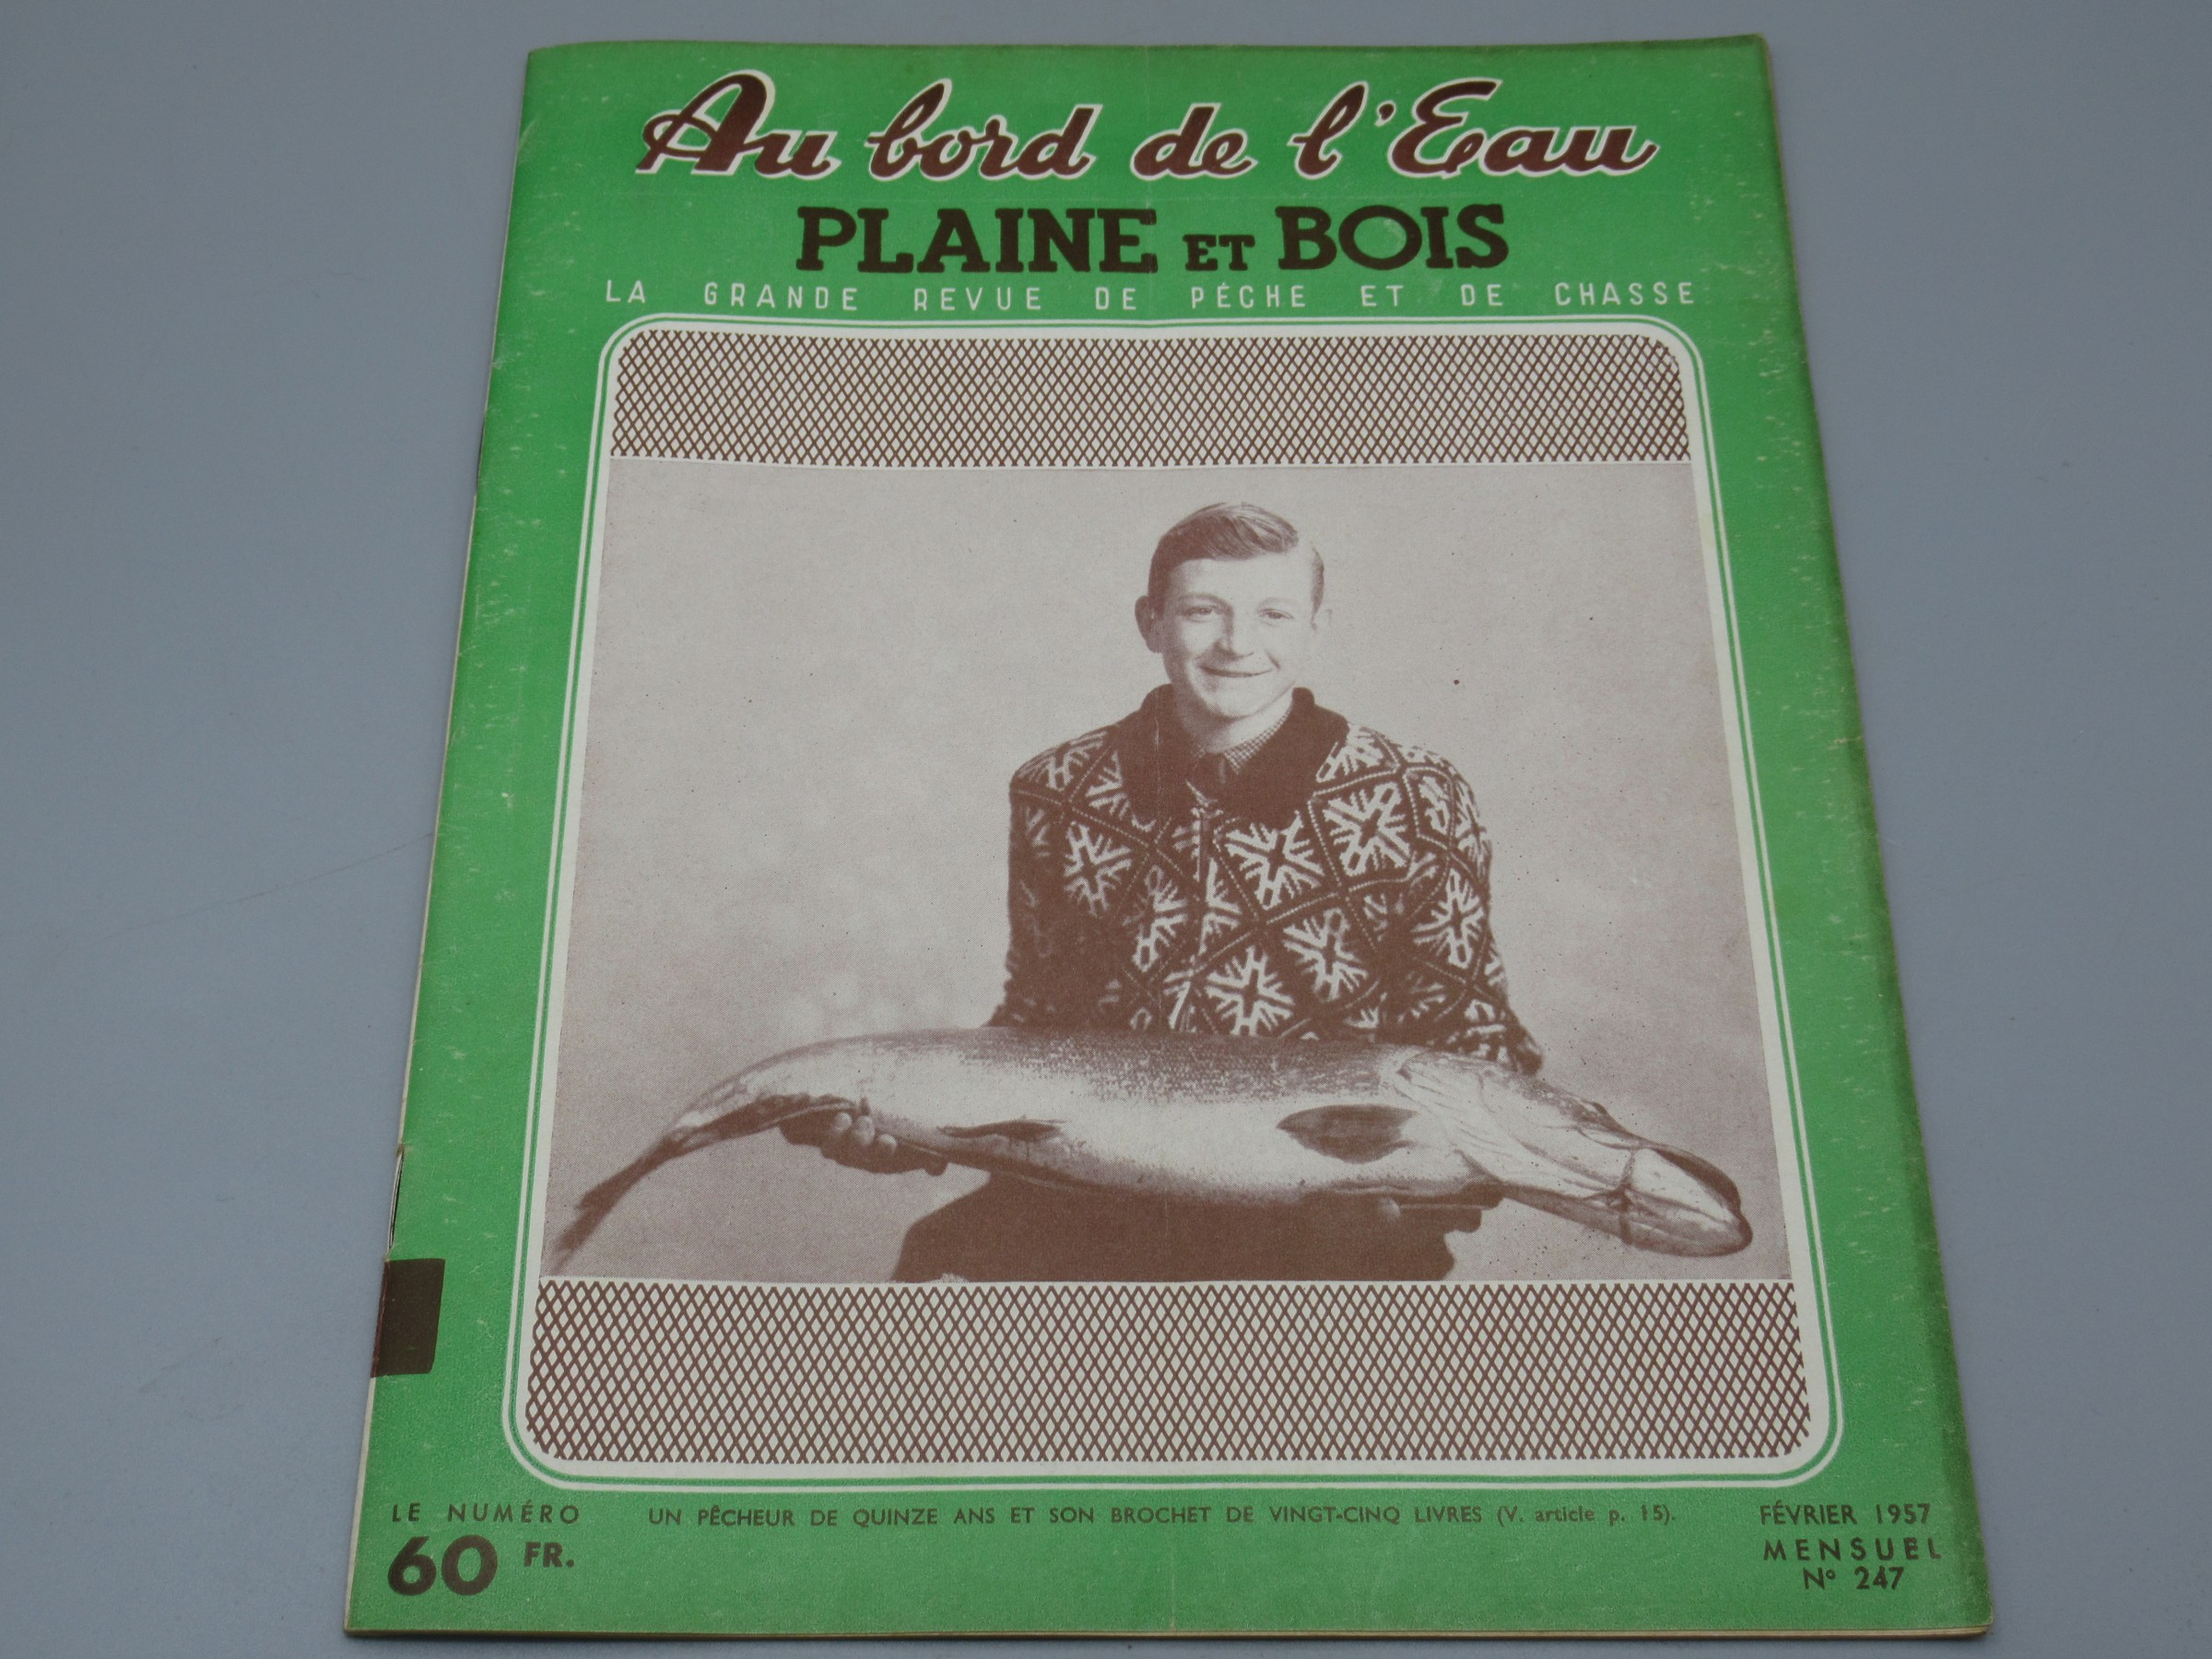 Au bord de l'Eau
PLAINE ET BOIS
LA GRANDE REVUE DE PÊCHE ET DE CHASSE
LE NUMÉRO
60 FR.
UN PÊCHEUR DE QUINZE ANS ET SON BROCHET DE VINGT-CINQ LIVRES (V. article p. 15).
FÉVRIER 1957
MENSUEL
N° 247